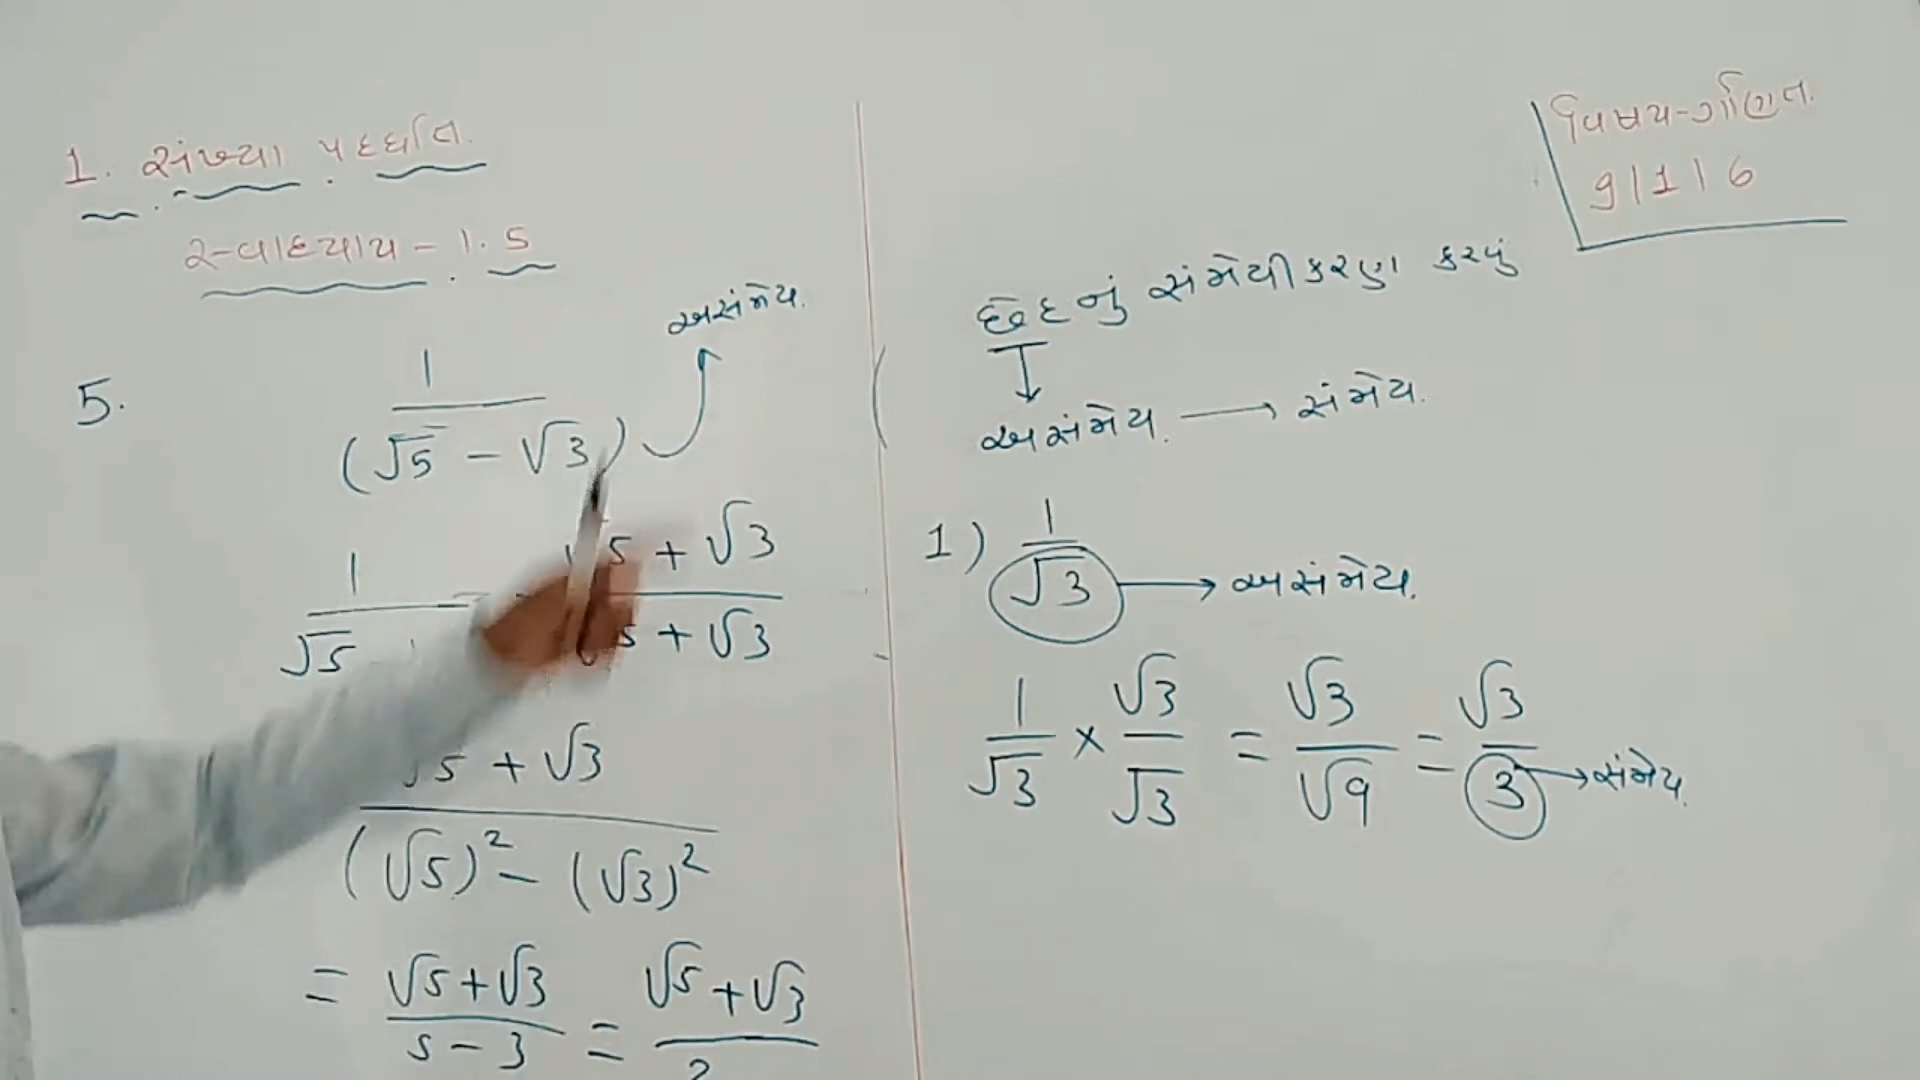 1. સંખ્યા પદ્ધતિ.
સ્વાધ્યાય - 1.5
5.
1 / (√5 - √3)
અસંમેય.
1 / √5
√5 + √3 / √5 + √3
√5 + √3 / (√5)² - (√3)²
= √5 + √3 / 5 - 3 = √5 + √3 / 2
વિષય-ગણિત.
9|1|6
છેદનું સંમેયીકરણ કરવું
અસંમેય. → સંમેય.
1) 1 / √3 → અસંમેય.
1 / √3 × √3 / √3 = √3 / √9 = √3 / 3 → સંમેય.